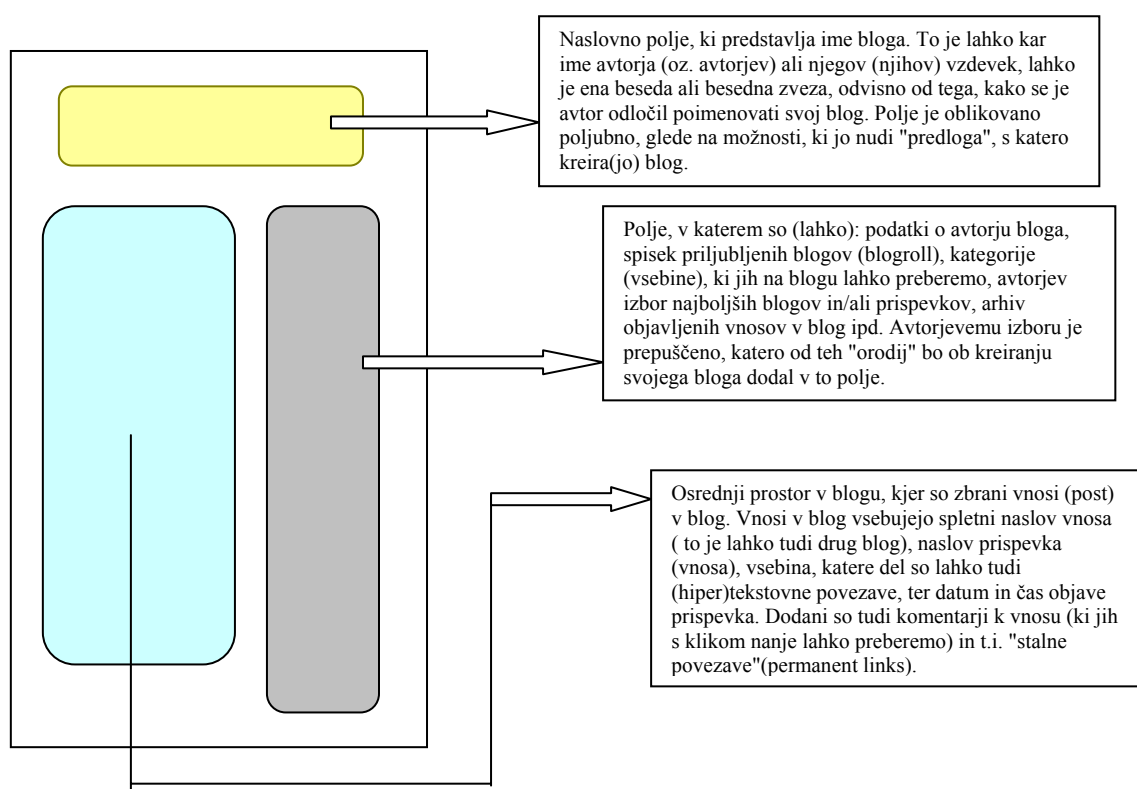 Naslovno polje, ki predstavlja ime bloga. To je lahko kar
ime avtorja (oz. avtorjev) ali njegov (njihov) vzdevek, lahko
je ena beseda ali besedna zveza, odvisno od tega, kako se je
avtor odločil poimenovati svoj blog. Polje je oblikovano
poljubno, glede na možnosti, ki jo nudi "predloga", s katero
kreira(jo) blog.
Polje, v katerem so (lahko): podatki o avtorju bloga,
spisek priljubljenih blogov (blogroll), kategorije
(vsebine), ki jih na blogu lahko preberemo, avtorjev
izbor najboljših blogov in/ali prispevkov, arhiv
objavljenih vnosov v blog ipd. Avtorjevemu izboru je
prepuščeno, katero od teh "orodij" bo ob kreiranju
svojega bloga dodal v to polje.
Osrednji prostor v blogu, kjer so zbrani vnosi (post)
v blog. Vnosi v blog vsebujejo spletni naslov vnosa
( to je lahko tudi drug blog), naslov prispevka
(vnosa), vsebina, katere del so lahko tudi
(hiper)tekstovne povezave, ter datum in čas objave
prispevka. Dodani so tudi komentarji k vnosu (ki jih
s klikom nanje lahko preberemo) in t.i. "stalne
povezave"(permanent links).